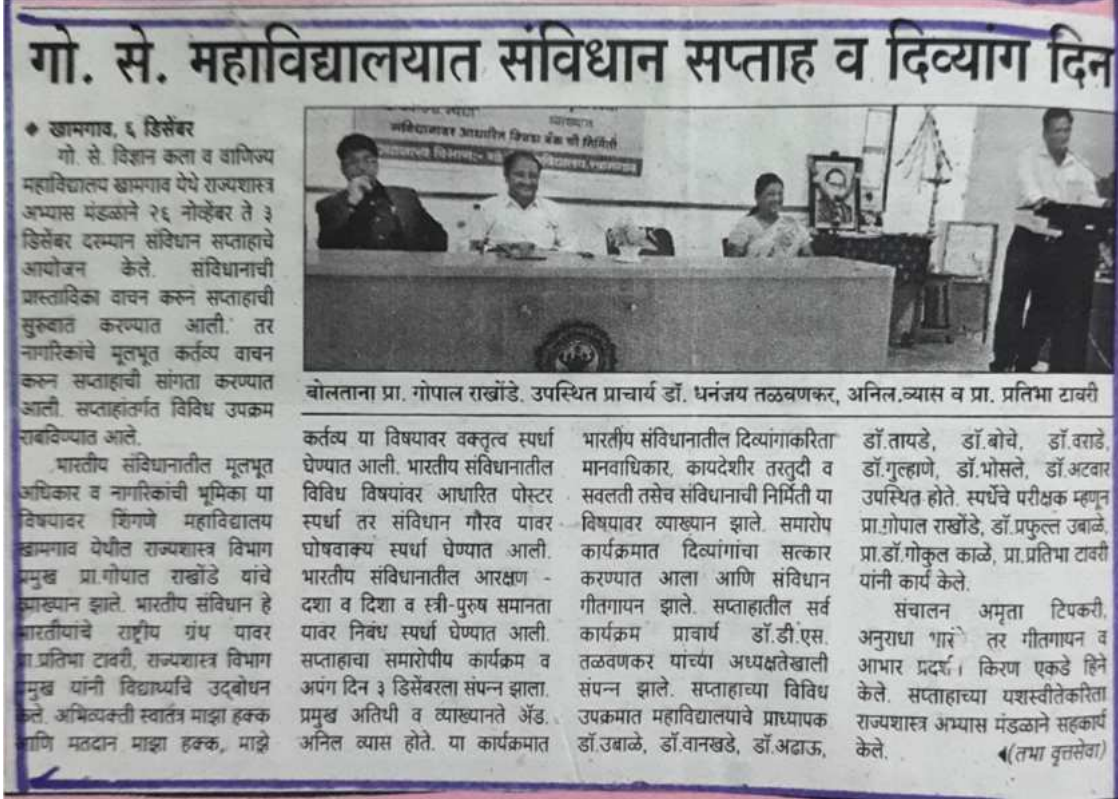 गो. से. महाविद्यालयात संविधान सप्ताह व दिव्यांग दिन
◆ खामगाव, ६ डिसेंबर
गो. से. विज्ञान कला व वाणिज्य
महाविद्यालय खामगाव येथे राज्यशास्त्र
अभ्यास मंडळाने २६ नोव्हेंबर ते ३
डिसेंबर दरम्यान संविधान सप्ताहाचे
आयोजन केले. संविधानाची
प्रास्ताविका वाचन करुन सप्ताहाची
सुरुवात करण्यात आली. तर
नागरिकांचे मूलभूत कर्तव्य वाचन
करुन सप्ताहाची सांगता करण्यात
आली. सप्ताहांतर्गत विविध उपक्रम
राबविण्यात आले.
भारतीय संविधानातील मूलभूत
अधिकार व नागरिकांची भूमिका या
विषयावर शिंगणे महाविद्यालय
खामगाव येथील राज्यशास्त्र विभाग
प्रमुख प्रा.गोपाल राखोंडे यांचे
व्याख्यान झाले. भारतीय संविधान हे
भारतीयांचे राष्ट्रीय ग्रंथ यावर
प्रा.प्रतिभा टावरी, राज्यशास्त्र विभाग
प्रमुख यांनी विद्यार्थ्यांचे उद्बोधन
केले. अभिव्यक्ती स्वातंत्र माझा हक्क
आणि मतदान माझा हक्क, माझे
व्याख्यान
संविधानावर आधारित
बोलताना प्रा. गोपाल राखोंडे. उपस्थित प्राचार्य डॉ. धनंजय तळवणकर, अनिल.व्यास व प्रा. प्रतिभा टावरी
कर्तव्य या विषयावर वक्तृत्व स्पर्धा
घेण्यात आली. भारतीय संविधानातील
विविध विषयांवर आधारित पोस्टर
स्पर्धा तर संविधान गौरव यावर
घोषवाक्य स्पर्धा घेण्यात आली.
भारतीय संविधानातील आरक्षण -
दशा व दिशा व स्त्री-पुरुष समानता
यावर निबंध स्पर्धा घेण्यात आली.
सप्ताहाचा समारोपीय कार्यक्रम व
अपंग दिन ३ डिसेंबरला संपन्न झाला.
प्रमुख अतिथी व व्याख्यानते ॲड.
अनिल व्यास होते. या कार्यक्रमात
भारतीय संविधानातील दिव्यांगाकरिता
मानवाधिकार, कायदेशीर तरतुदी व
सवलती तसेच संविधानाची निर्मिती या
विषयावर व्याख्यान झाले. समारोप
कार्यक्रमात दिव्यांगांचा सत्कार
करण्यात आला आणि संविधान
गीतगायन झाले. सप्ताहातील सर्व
कार्यक्रम प्राचार्य डॉ.डी.एस.
तळवणकर यांच्या अध्यक्षतेखाली
संपन्न झाले. सप्ताहाच्या विविध
उपक्रमात महाविद्यालयाचे प्राध्यापक
डॉ.उबाळे, डॉ.वानखडे, डॉ.अढाऊ,
डॉ.तायडे, डॉ.बोचे, डॉ.वराडे,
डॉ.गुल्हाणे, डॉ.भोसले, डॉ.अटवार
उपस्थित होते. स्पर्धेचे परीक्षक म्हणून
प्रा.गोपाल राखोंडे, डॉ.प्रफुल्ल उबाळे,
प्रा.डॉ.गोकुल काळे, प्रा.प्रतिभा टावरी
यांनी कार्य केले.
संचालन अमृता टिपकरी,
अनुराधा तर गीतगायन व
आभार किरण एकडे हिने
केले. सप्ताहाच्या यशस्वीतेकरिता
राज्यशास्त्र अभ्यास मंडळाने सहकार्य
केले. ◂(तभा वृत्तसेवा)